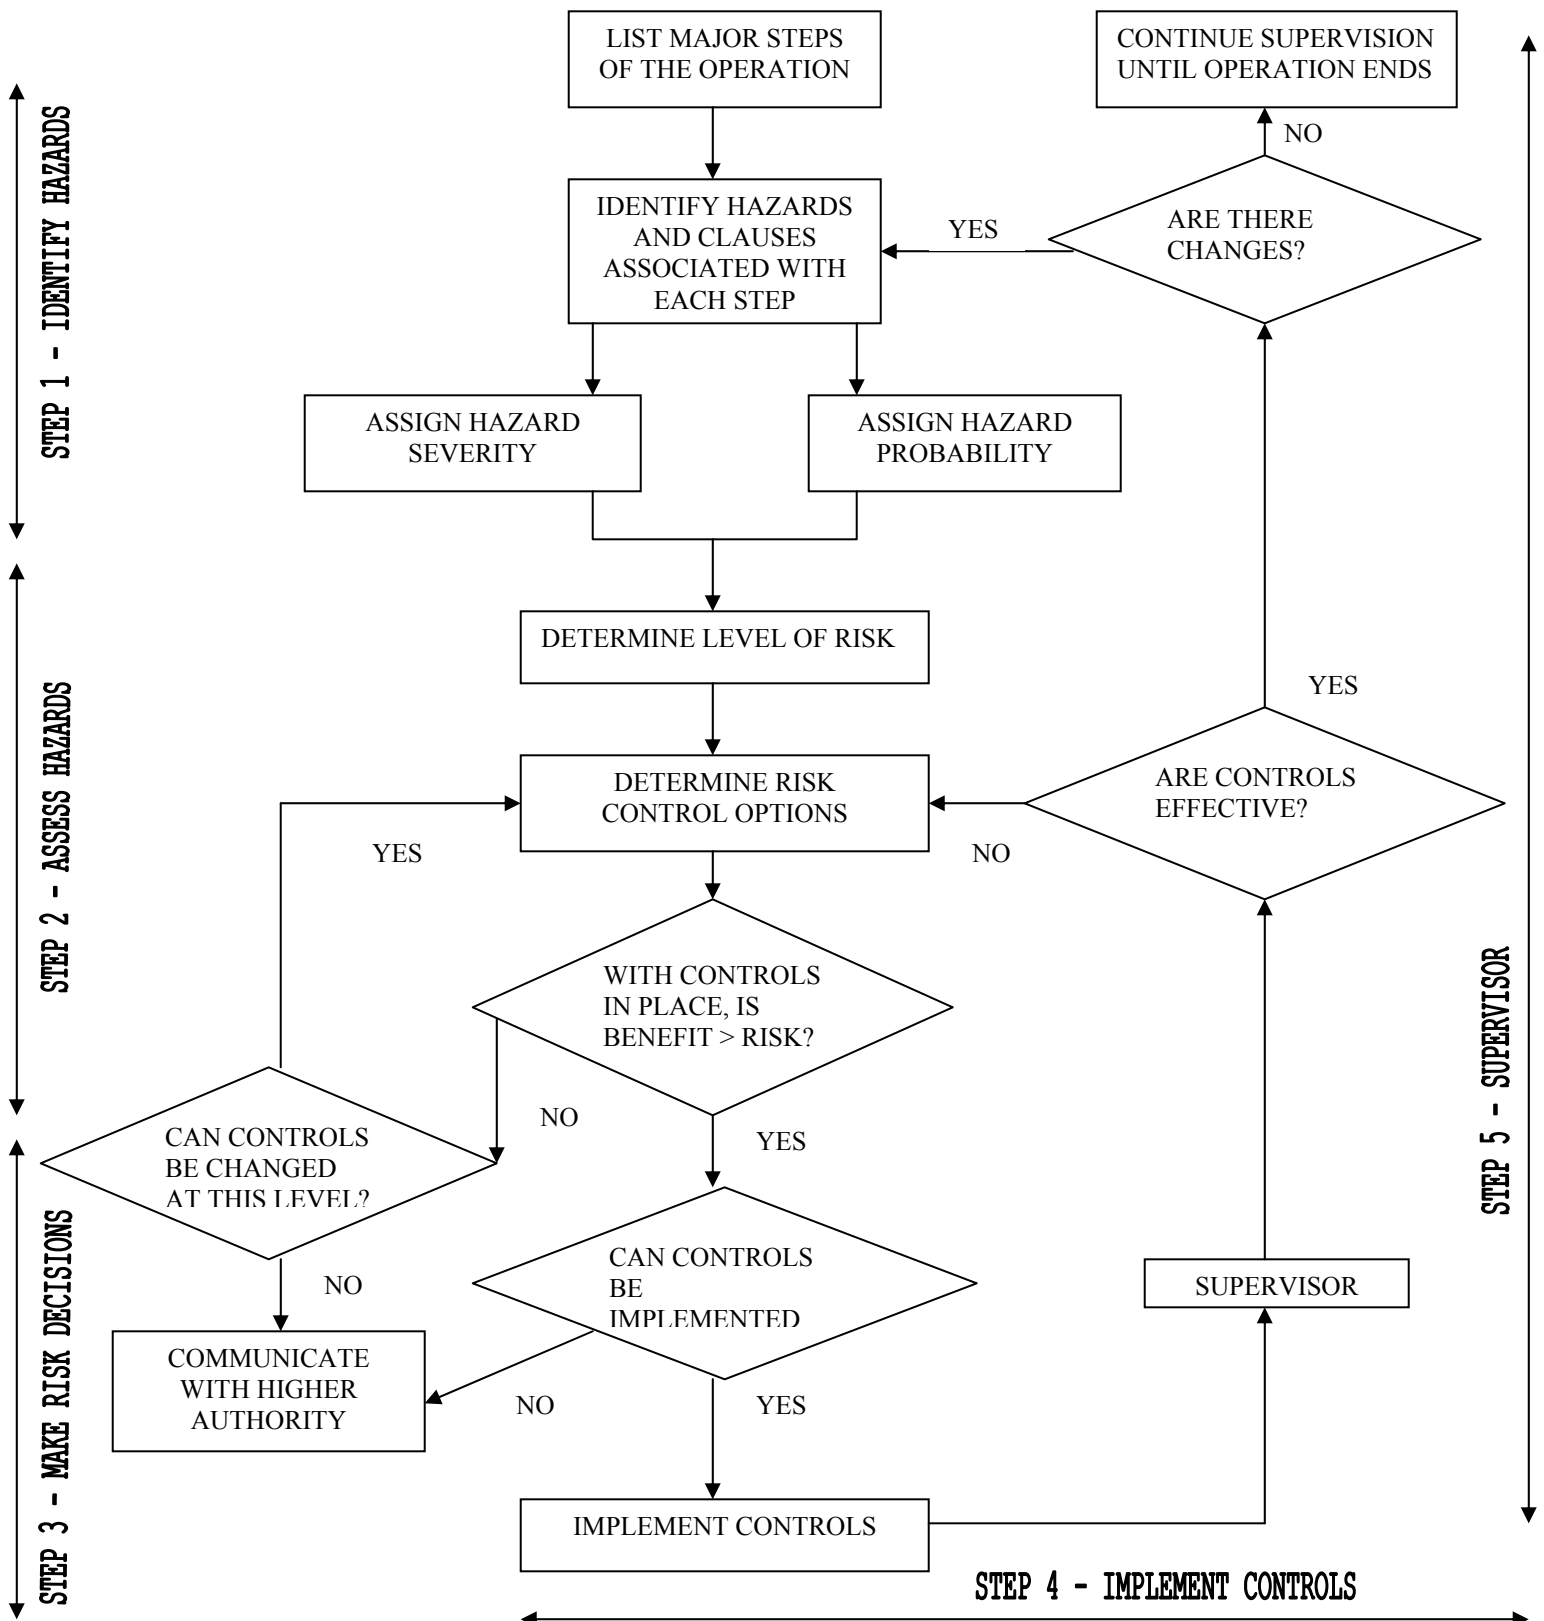 LIST MAJOR STEPS
OF THE OPERATION
CONTINUE SUPERVISION
UNTIL OPERATION ENDS
NO
IDENTIFY HAZARDS
AND CLAUSES
ASSOCIATED WITH
EACH STEP
YES
ARE THERE
CHANGES?
STEP 1 - IDENTIFY HAZARDS
ASSIGN HAZARD
SEVERITY
ASSIGN HAZARD
PROBABILITY
DETERMINE LEVEL OF RISK
YES
STEP 2 - ASSESS HAZARDS
DETERMINE RISK
CONTROL OPTIONS
ARE CONTROLS
EFFECTIVE?
YES
NO
WITH CONTROLS
IN PLACE, IS
BENEFIT > RISK?
STEP 5 - SUPERVISOR
NO
YES
CAN CONTROLS
BE CHANGED
AT THIS LEVEL?
STEP 3 - MAKE RISK DECISIONS
CAN CONTROLS
BE
IMPLEMENTED
NO
SUPERVISOR
COMMUNICATE
WITH HIGHER
AUTHORITY
NO
YES
IMPLEMENT CONTROLS
STEP 4 - IMPLEMENT CONTROLS